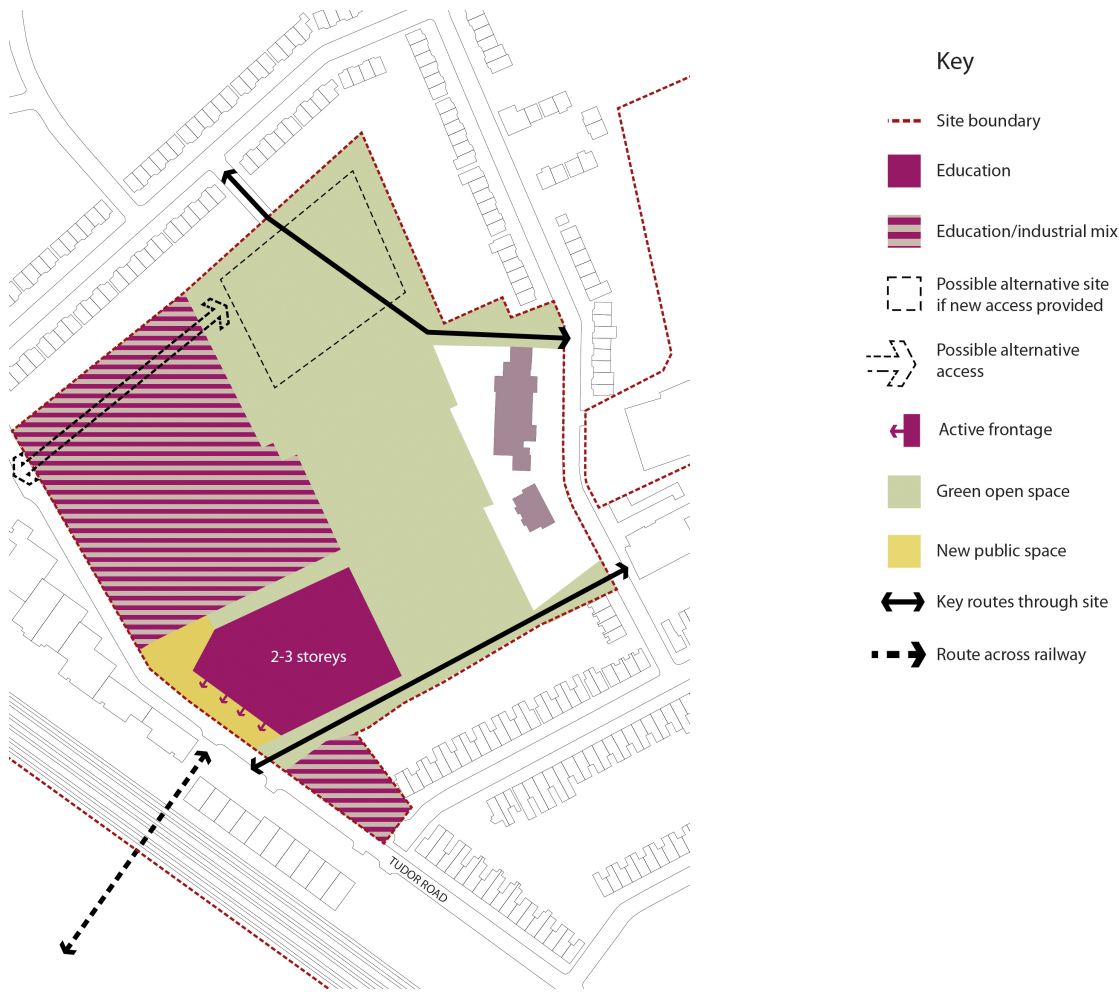 2-3 storeys
TUDOR ROAD
Key
Site boundary
Education
Education/industrial mix
Possible alternative site
if new access provided
Possible alternative
access
Active frontage
Green open space
New public space
Key routes through site
Route across railway